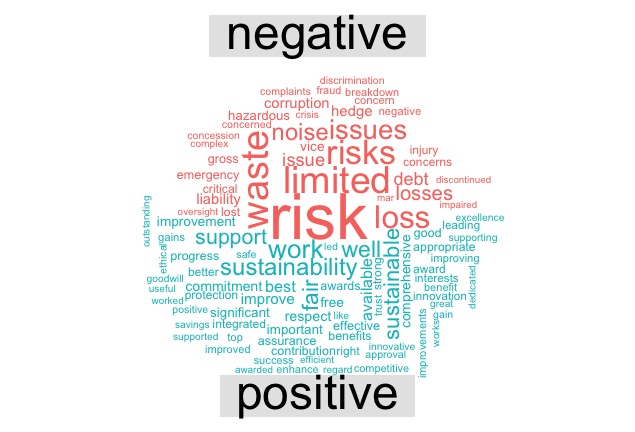 negative
discrimination
complaints fraud breakdown
corruption concern
hazardous crisis hedge negative
concerned noise issues
concession vice risks injury
complex
gross issue concerns
waste
emergency limited debt discontinued
critical
liability mar losses impaired
oversight lost risk loss excellence
outstanding
improvement good leading
gains support work led well appropriate supporting
ethical progress safe sustainable comprehensive improving
better sustainability available strong award
goodwill interests dedicated
useful commitment best fair awards trust benefit
worked protection improve free innovation
positive significant respect like great gain
savings integrated important effective works
supported top assurance benefits improvements
improved contribution right innovative
success efficient approval
awarded enhance regard competitive
positive